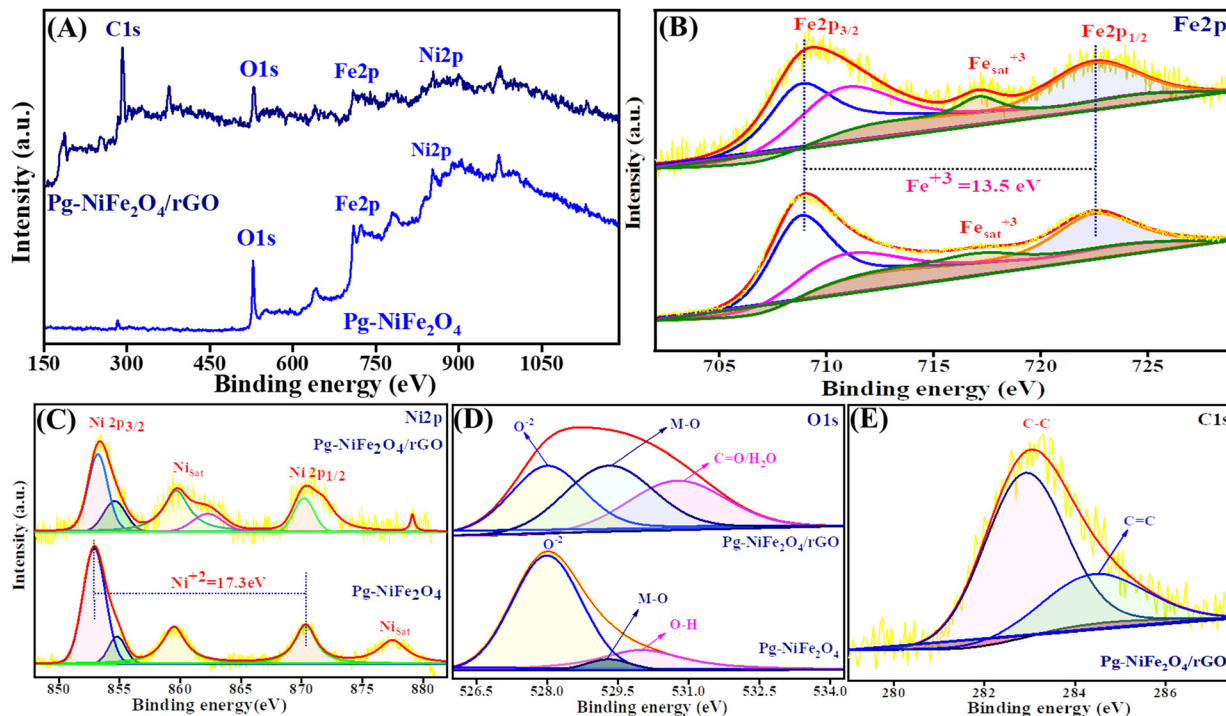 (A)
C1s
O1s
Fe2p
Ni2p
Pg-NiFe₂O₄/rGO
Ni2p
Fe2p
O1s
Pg-NiFe₂O₄
Intensity (a.u.)
150 300 450 600 750 900 1050
Binding energy (eV)
(B)
Fe2p
Fe2p₃/₂
Fe2p₁/₂
Feₛₐₜ⁺³
Fe⁺³ =13.5 eV
Feₛₐₜ⁺³
Intensity (a.u.)
705 710 715 720 725
Binding energy (eV)
(C)
Ni2p
Ni 2p₃/₂
Pg-NiFe₂O₄/rGO
Niₛₐₜ
Ni 2p₁/₂
Ni⁺²=17.3eV
Pg-NiFe₂O₄
Niₛₐₜ
Intensity (a.u.)
850 855 860 865 870 875 880
Binding energy(eV)
(D)
O1s
O⁻²
M-O
C=O/H₂O
Pg-NiFe₂O₄/rGO
O⁻²
M-O
O-H
Pg-NiFe₂O₄
526.5 528.0 529.5 531.0 532.5 534.0
Binding energy (eV)
(E)
C1s
C-C
C=C
Pg-NiFe₂O₄/rGO
280 282 284 286
Binding energy (eV)